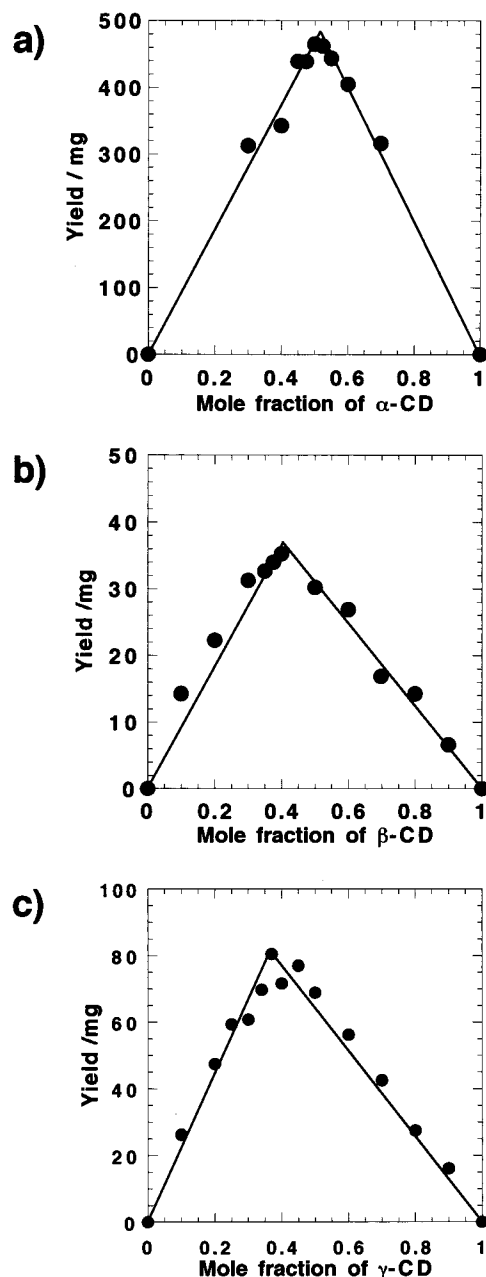 a)
500
400
300
200
100
0
Yield / mg
0 0.2 0.4 0.6 0.8 1
Mole fraction of α-CD
b)
50
40
30
20
10
0
Yield /mg
0 0.2 0.4 0.6 0.8 1
Mole fraction of β-CD
c)
100
80
60
40
20
0
Yield /mg
0 0.2 0.4 0.6 0.8 1
Mole fraction of γ-CD